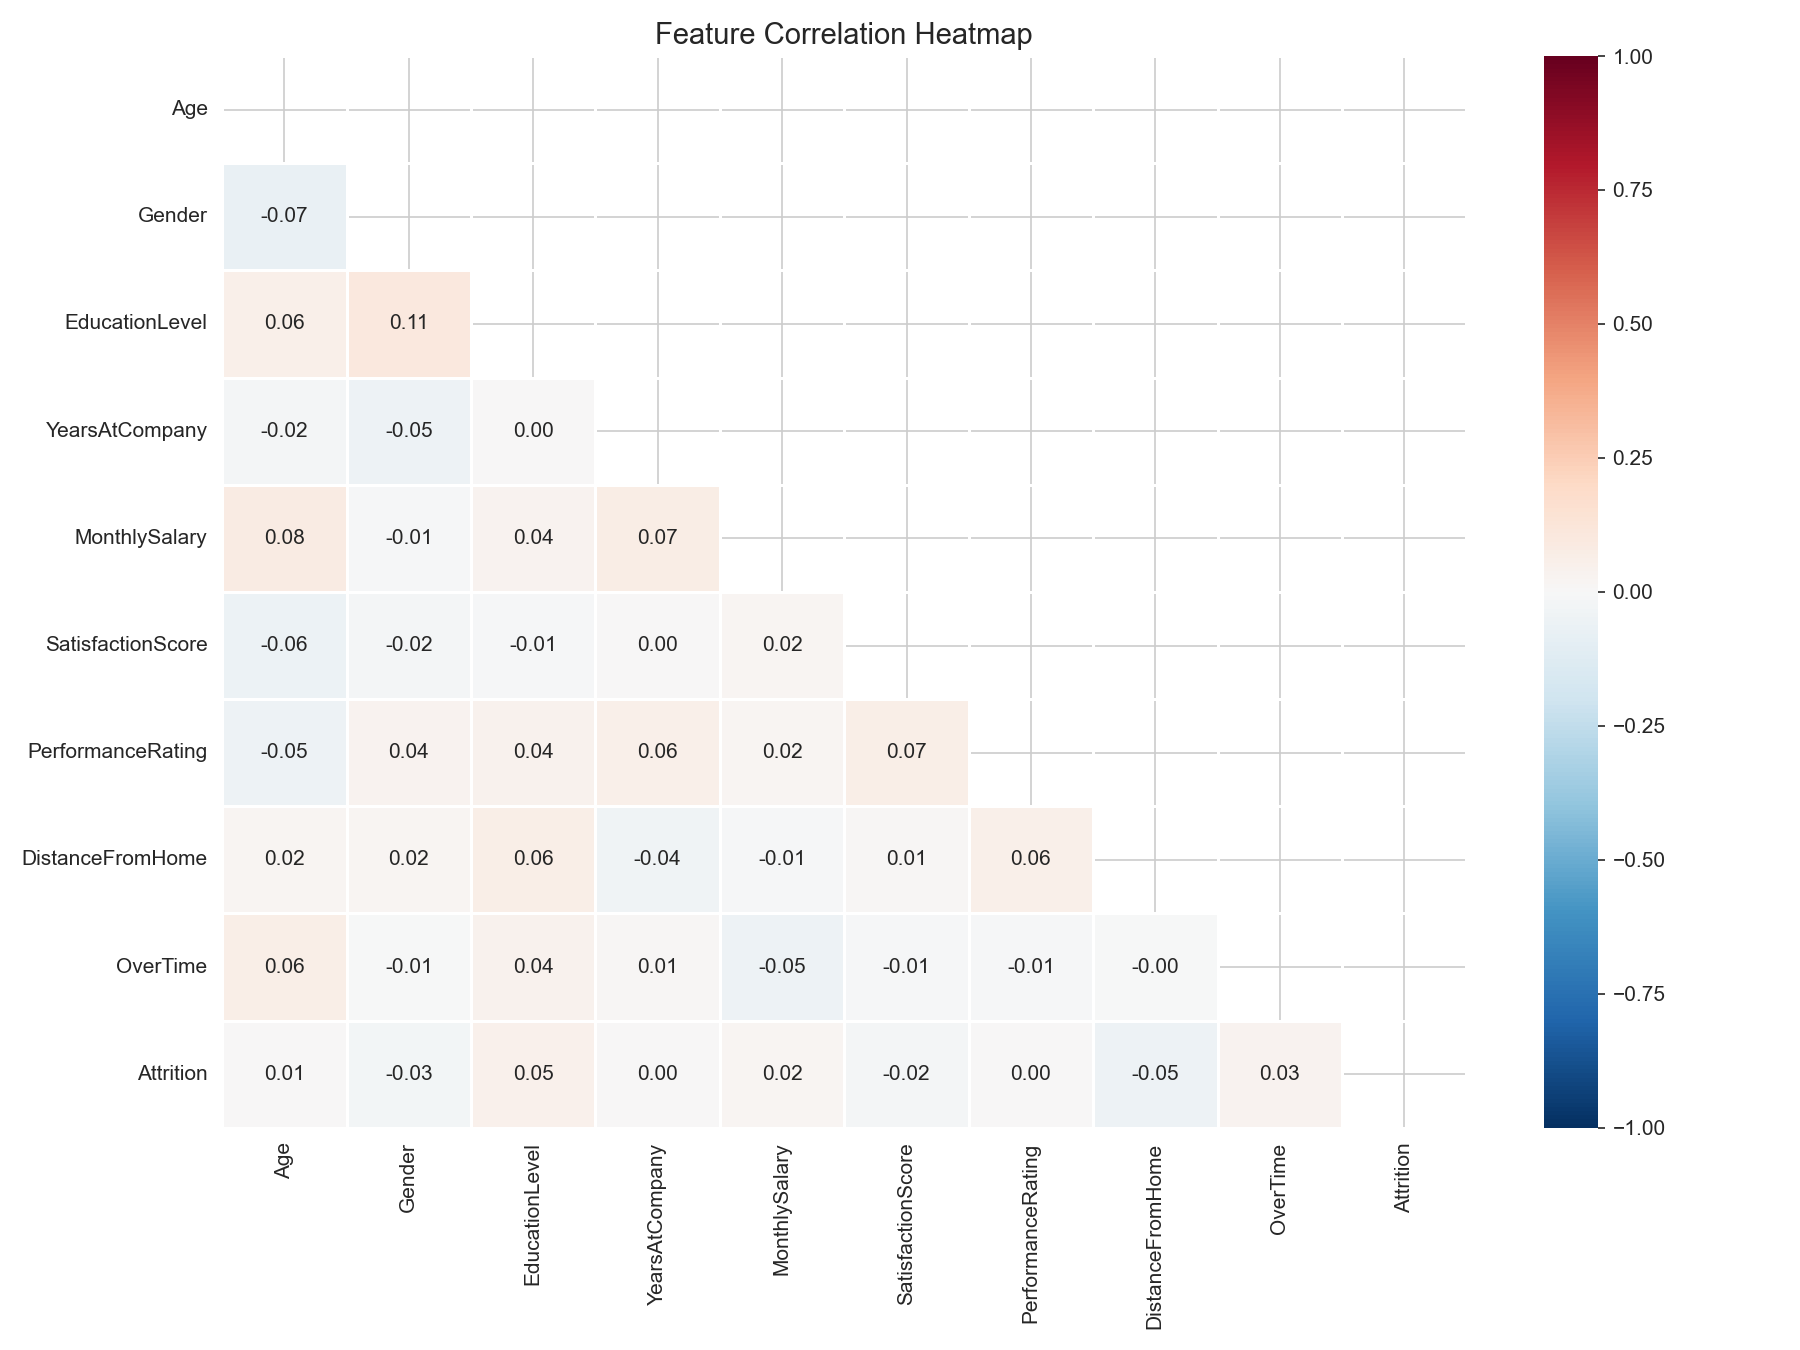 Feature Correlation Heatmap
1.00
Age
0.75
Gender -0.07
0.50
EducationLevel 0.06 0.11
0.25
YearsAtCompany -0.02 -0.05 0.00
MonthlySalary 0.08 -0.01 0.04 0.07
0.00
SatisfactionScore -0.06 -0.02 -0.01 0.00 0.02
−0.25
PerformanceRating -0.05 0.04 0.04 0.06 0.02 0.07
−0.50
DistanceFromHome 0.02 0.02 0.06 -0.04 -0.01 0.01 0.06
OverTime 0.06 -0.01 0.04 0.01 -0.05 -0.01 -0.01 -0.00
−0.75
Attrition 0.01 -0.03 0.05 0.00 0.02 -0.02 0.00 -0.05 0.03
−1.00
Age
Gender
EducationLevel
YearsAtCompany
MonthlySalary
SatisfactionScore
PerformanceRating
DistanceFromHome
OverTime
Attrition